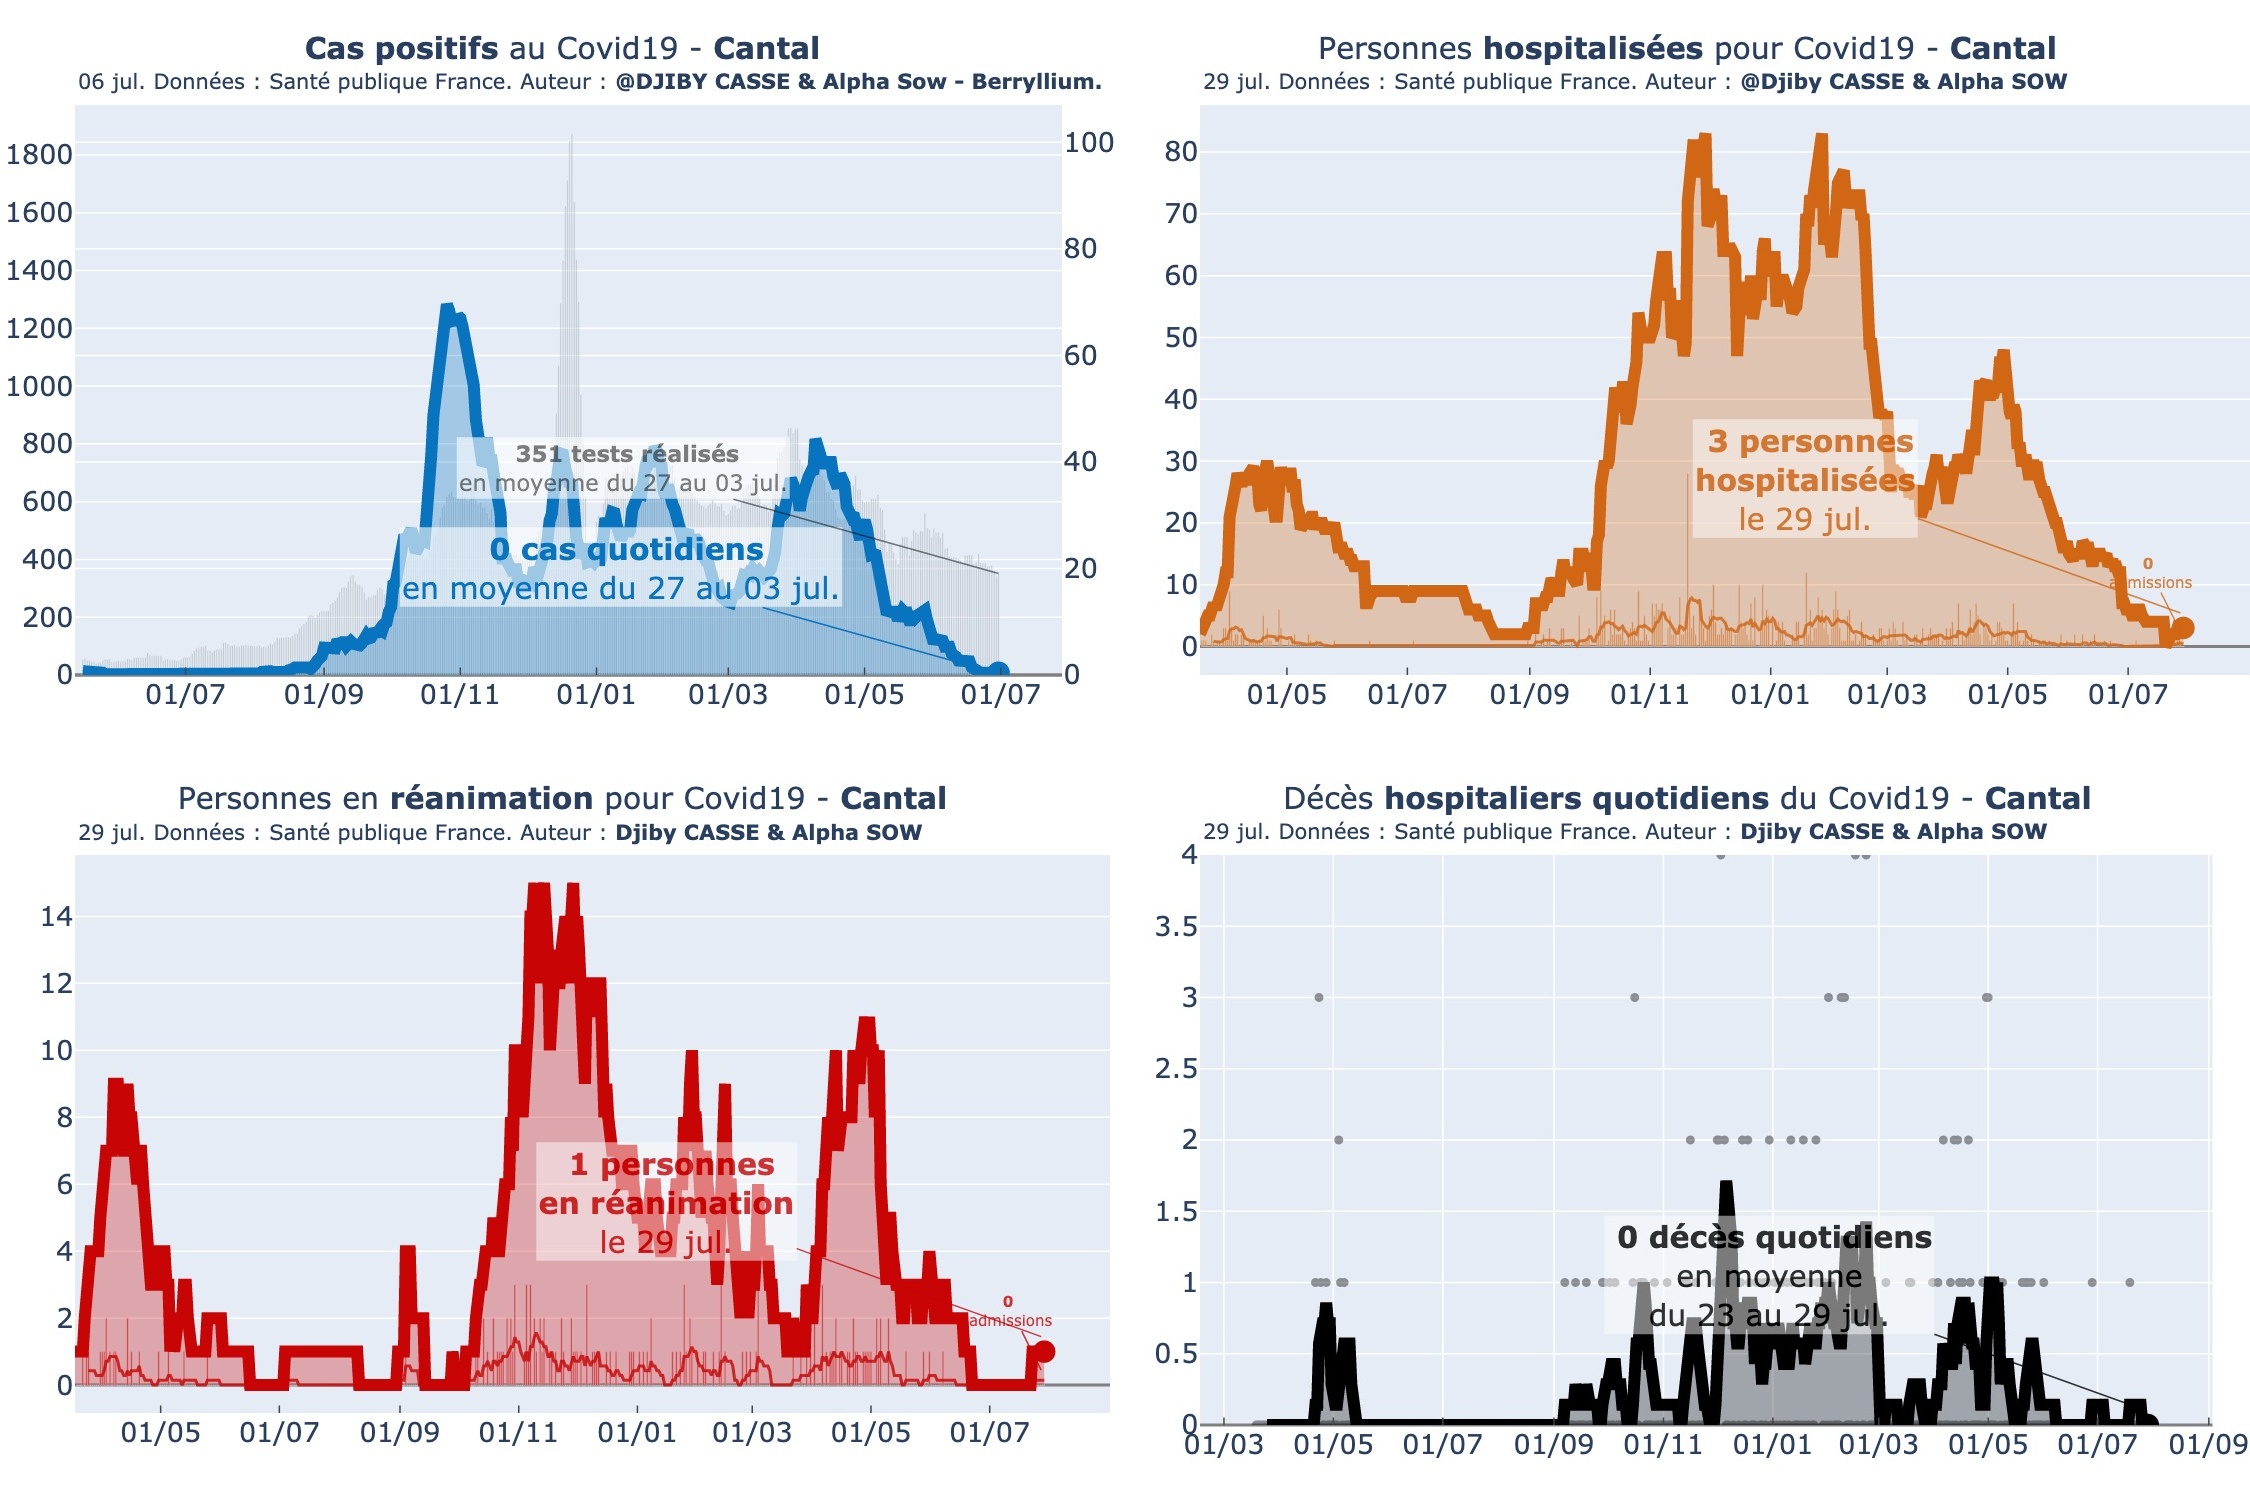 Cas positifs au Covid19 - Cantal
06 jul. Données : Santé publique France. Auteur : @DJIBY CASSE & Alpha Sow - Berryllium.
1800
1600
1400
1200
1000
800
600
400
200
0
100
80
60
40
20
0
351 tests réalisés
en moyenne du 27 au 03 jul.
0 cas quotidiens
en moyenne du 27 au 03 jul.
01/07 01/09 01/11 01/01 01/03 01/05 01/07
Personnes hospitalisées pour Covid19 - Cantal
29 jul. Données : Santé publique France. Auteur : @Djiby CASSE & Alpha SOW
80
70
60
50
40
30
20
10
0
3 personnes
hospitalisées
le 29 jul.
0
admissions
01/05 01/07 01/09 01/11 01/01 01/03 01/05 01/07
Personnes en réanimation pour Covid19 - Cantal
29 jul. Données : Santé publique France. Auteur : Djiby CASSE & Alpha SOW
14
12
10
8
6
4
2
0
1 personnes
en réanimation
le 29 jul.
0
admissions
01/05 01/07 01/09 01/11 01/01 01/03 01/05 01/07
Décès hospitaliers quotidiens du Covid19 - Cantal
29 jul. Données : Santé publique France. Auteur : Djiby CASSE & Alpha SOW
4
3.5
3
2.5
2
1.5
1
0.5
0
0 décès quotidiens
en moyenne
du 23 au 29 jul.
01/03 01/05 01/07 01/09 01/11 01/01 01/03 01/05 01/07 01/09